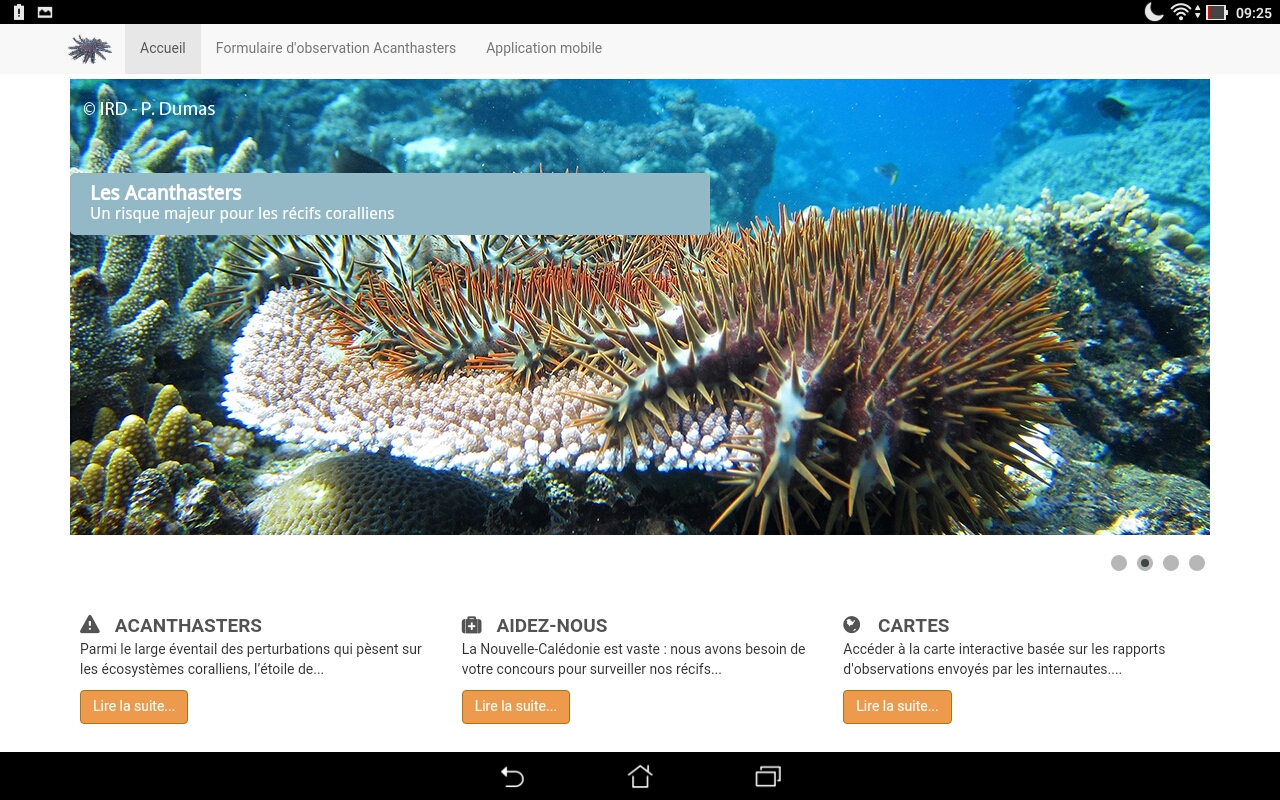 09:25
Accueil Formulaire d'observation Acanthasters Application mobile
© IRD - P. Dumas
Les Acanthasters
Un risque majeur pour les récifs coralliens
ACANTHASTERS
Parmi le large éventail des perturbations qui pèsent sur
les écosystèmes coralliens, l’étoile de...
Lire la suite...
AIDEZ-NOUS
La Nouvelle-Calédonie est vaste : nous avons besoin de
votre concours pour surveiller nos récifs...
Lire la suite...
CARTES
Accéder à la carte interactive basée sur les rapports
d'observations envoyés par les internautes....
Lire la suite...